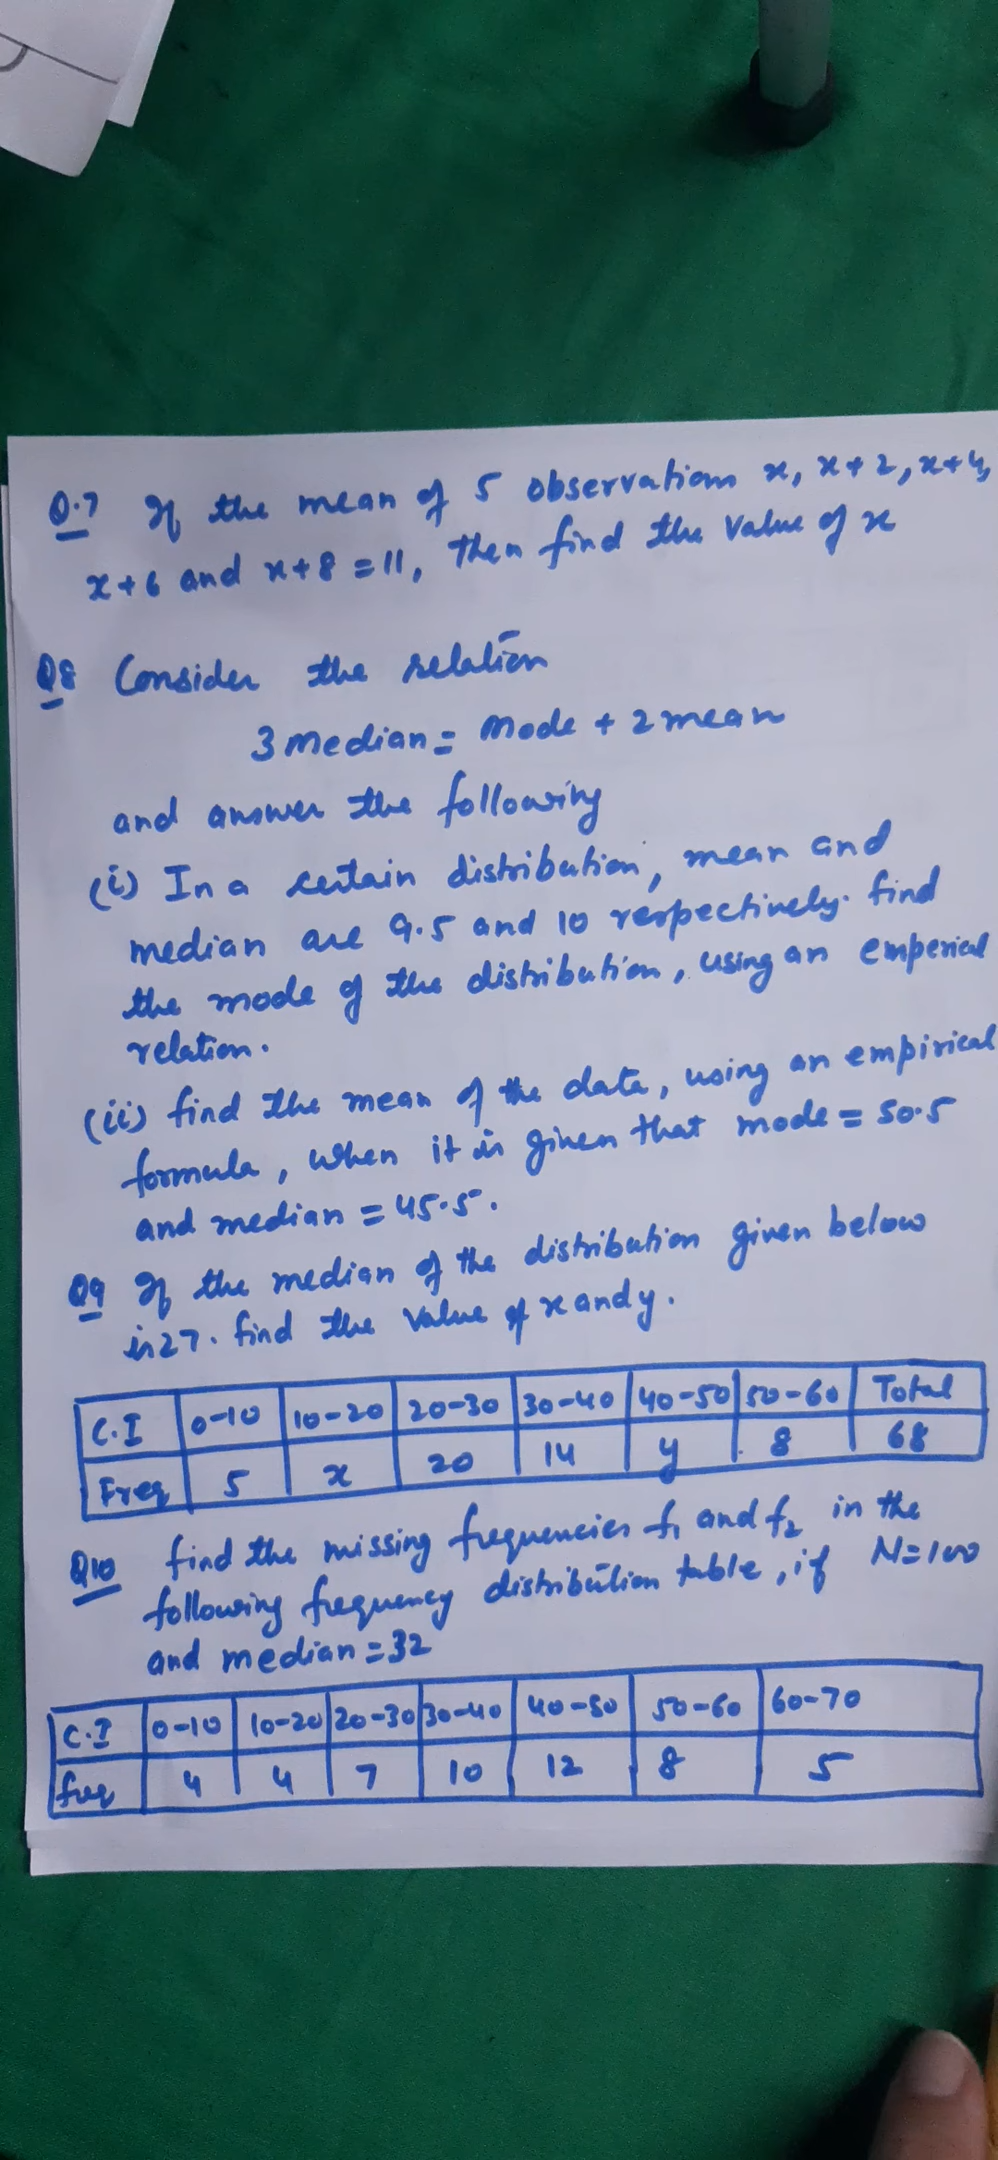 Q.7 If the mean of 5 observations x, x+2, x+4,
x+6 and x+8 = 11, then find the value of x
Q8 Consider the relation
3 median = Mode + 2 mean
and answer the following
(i) In a certain distribution, mean and
median are 9.5 and 10 respectively. find
the mode of the distribution, using an emperical
relation.
(ii) find the mean of the data, using an empirical
formula, when it is given that mode = 50.5
and median = 45.5.
Q9 If the median of the distribution given below
is 27. find the value of x and y.
C.I 0-10 10-20 20-30 30-40 40-50 50-60 Total
Freq 5 x 20 14 y 8 68
Q10 find the missing frequencies f1 and f2 in the
following frequency distribution table, if N=100
and median = 32
C.I 0-10 10-20 20-30 30-40 40-50 50-60 60-70
freq 4 4 7 10 12 8 5